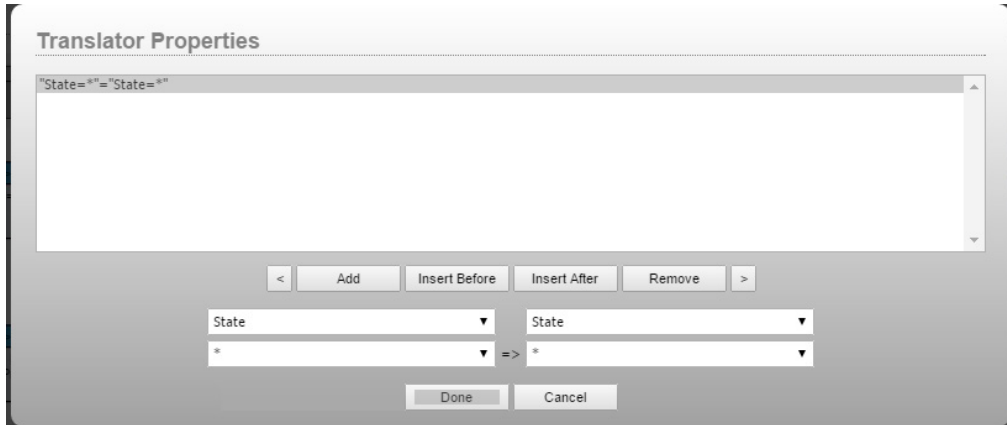 Translator Properties
"State=*"="State=*"
< Add Insert Before Insert After Remove >
State ▼ State ▼
* ▼ => * ▼
Done Cancel